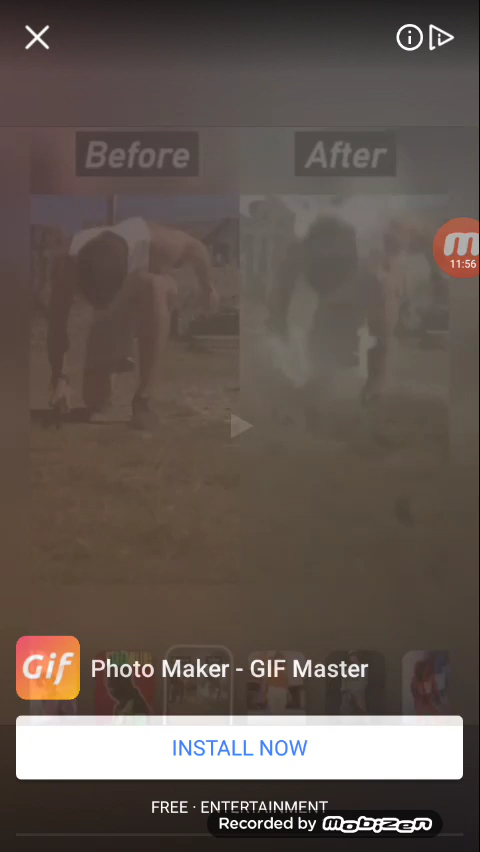 Before
After
11:56
Gif
Photo Maker - GIF Master
INSTALL NOW
FREE · ENTERTAINMENT
Recorded by mobizen